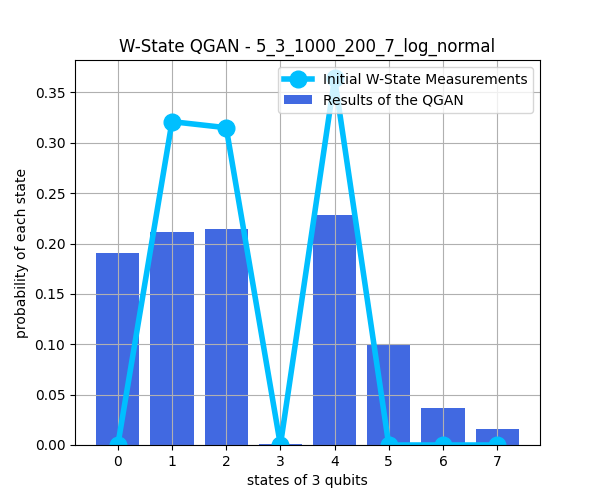 W-State QGAN - 5_3_1000_200_7_log_normal
Initial W-State Measurements
Results of the QGAN
probability of each state
0.35
0.30
0.25
0.20
0.15
0.10
0.05
0.00
0 1 2 3 4 5 6 7
states of 3 qubits